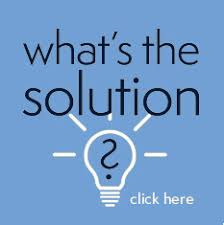 what's the
solution
?
click here